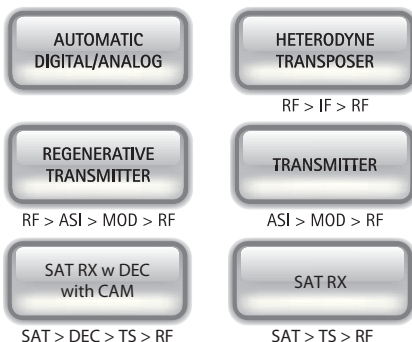 AUTOMATIC
DIGITAL/ANALOG
HETERODYNE
TRANSPOSER
RF > IF > RF
REGENERATIVE
TRANSMITTER
RF > ASI > MOD > RF
TRANSMITTER
ASI > MOD > RF
SAT RX w DEC
with CAM
SAT > DEC > TS > RF
SAT RX
SAT > TS > RF